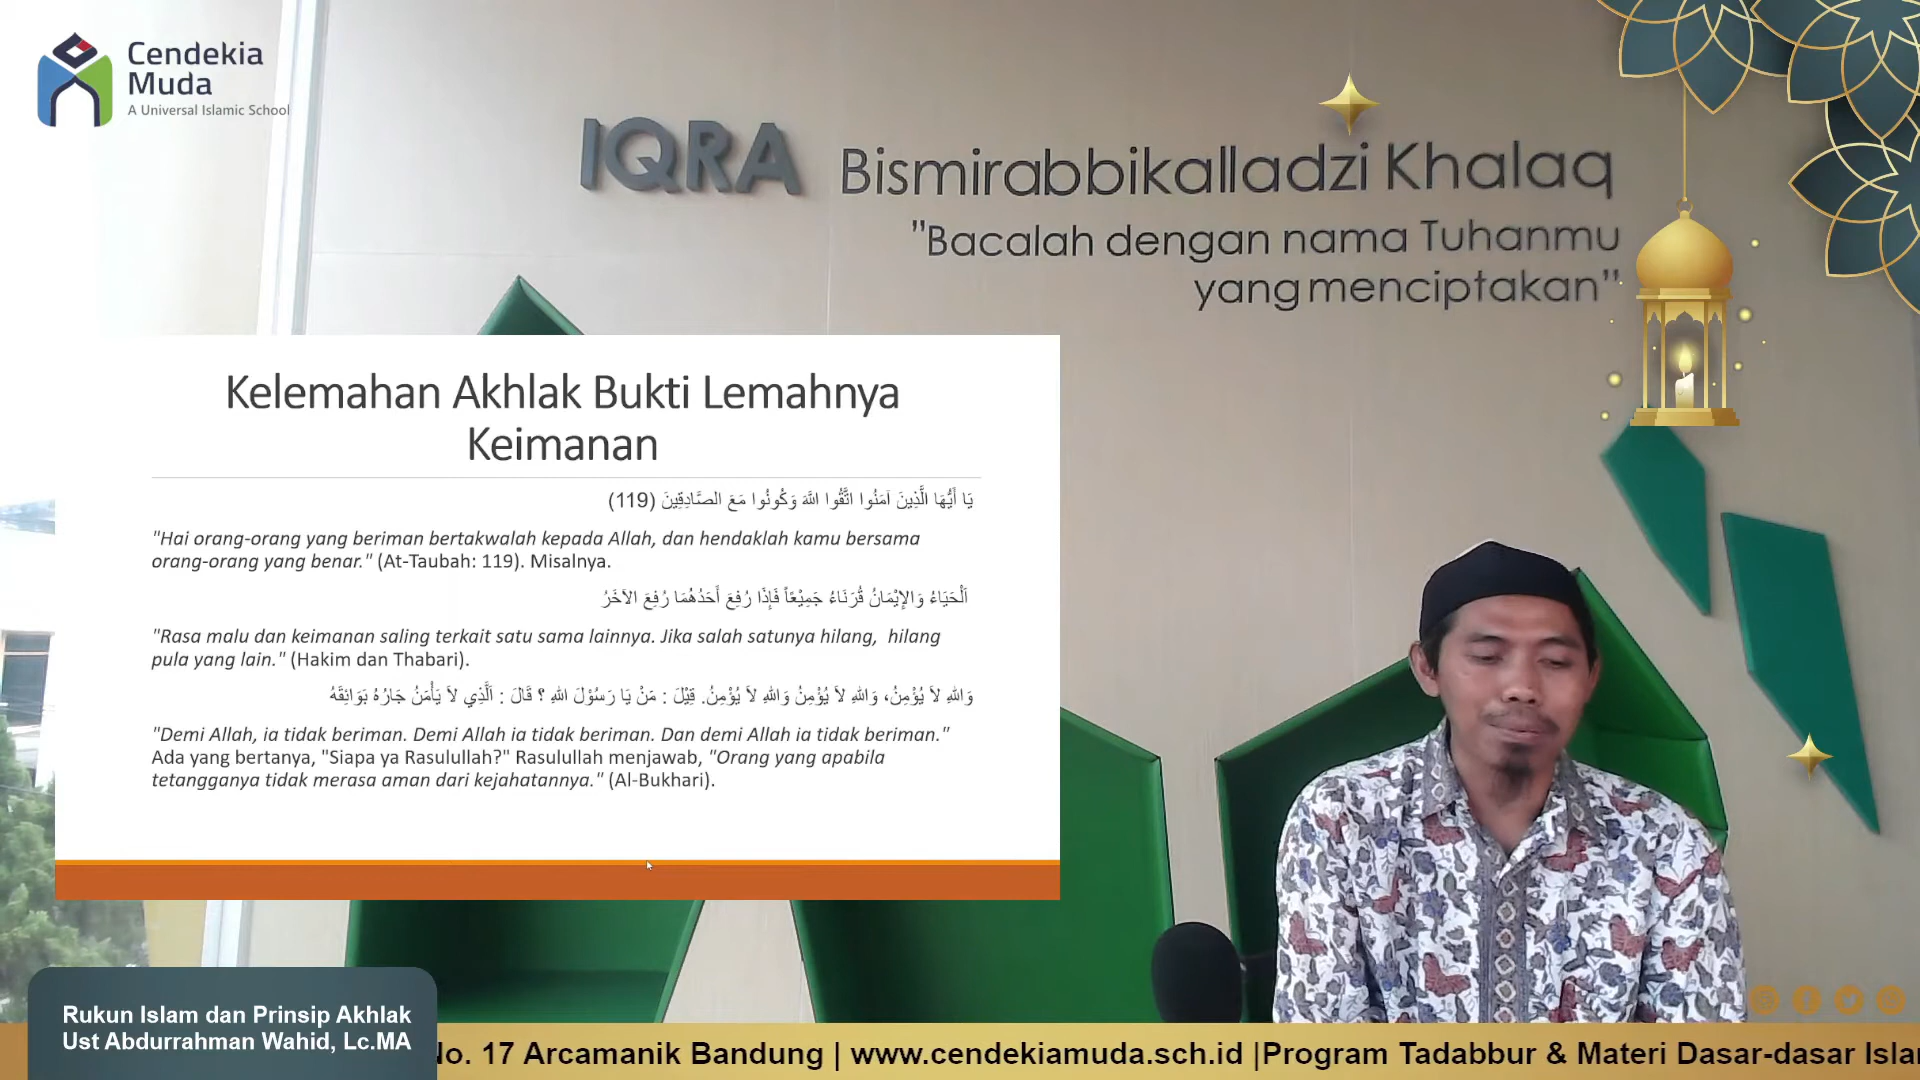 Cendekia
Muda
A Universal Islamic School
IQRA
Bismirabbikalladzi Khalaq
"Bacalah dengan nama Tuhanmu
yang menciptakan"
Kelemahan Akhlak Bukti Lemahnya
Keimanan
يَا أَيُّهَا الَّذِينَ آمَنُوا اتَّقُوا اللَّهَ وَكُونُوا مَعَ الصَّادِقِينَ (119)
"Hai orang-orang yang beriman bertakwalah kepada Allah, dan hendaklah kamu bersama
orang-orang yang benar." (At-Taubah: 119). Misalnya.
اَلْحَيَاءُ وَالإِيْمَانُ قُرَنَاءُ جَمِيْعًا فَإِذَا رُفِعَ أَحَدُهُمَا رُفِعَ الآخَرُ
"Rasa malu dan keimanan saling terkait satu sama lainnya. Jika salah satunya hilang, hilang
pula yang lain." (Hakim dan Thabari).
وَاللهِ لاَ يُؤْمِنُ، وَاللهِ لاَ يُؤْمِنُ وَاللهِ لاَ يُؤْمِنُ. قِيْلَ : مَنْ يَا رَسُوْلَ اللهِ ؟ قَالَ : اَلَّذِي لاَ يَأْمَنُ جَارُهُ بَوَائِقَهُ
"Demi Allah, ia tidak beriman. Demi Allah ia tidak beriman. Dan demi Allah ia tidak beriman."
Ada yang bertanya, "Siapa ya Rasulullah?" Rasulullah menjawab, "Orang yang apabila
tetangganya tidak merasa aman dari kejahatannya." (Al-Bukhari).
Rukun Islam dan Prinsip Akhlak
Ust Abdurrahman Wahid, Lc.MA
No. 17 Arcamanik Bandung | www.cendekiamuda.sch.id |Program Tadabbur & Materi Dasar-dasar